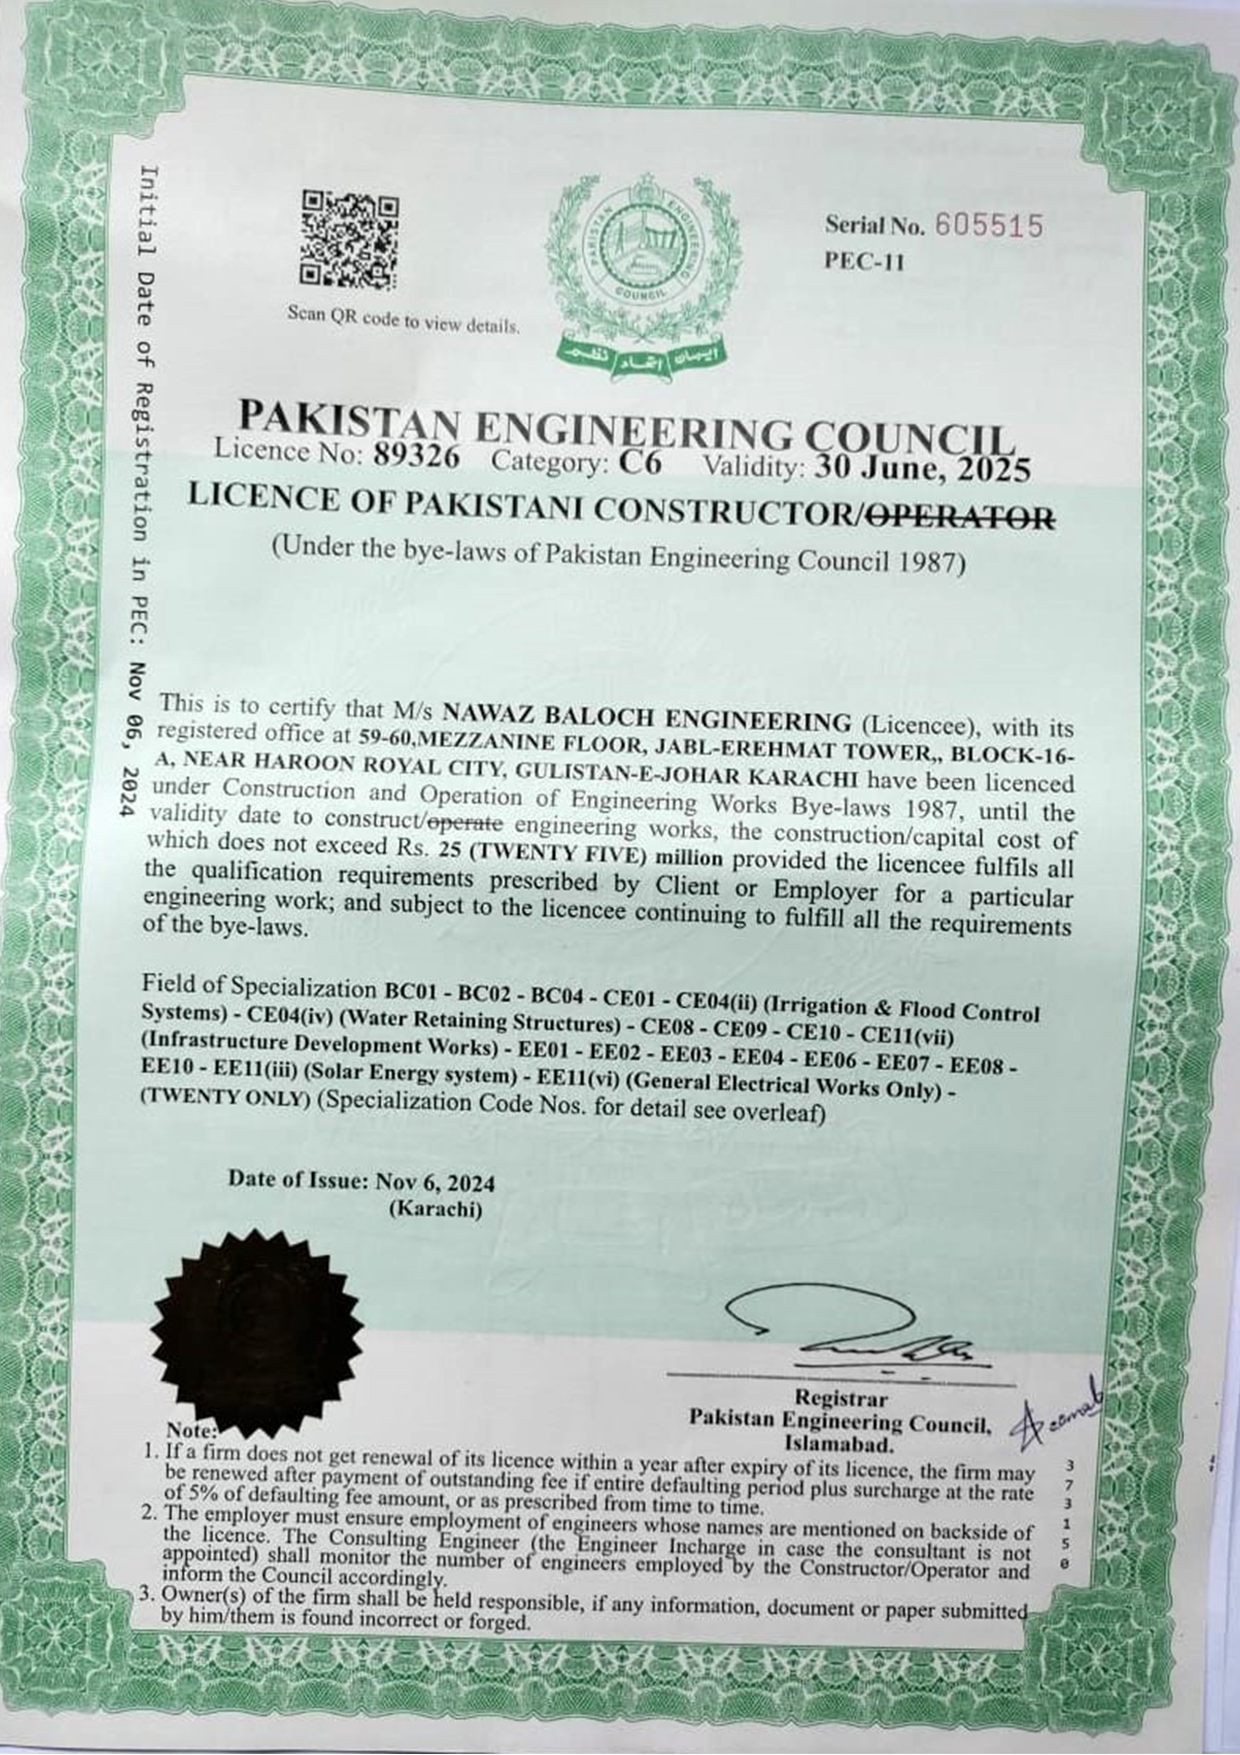 Initial Date of Registration in PEC: Nov 06, 2024
Scan QR code to view details.
PAKISTAN ENGINEERING
COUNCIL
ایمان اتحاد نظم
Serial No. 605515
PEC-11
PAKISTAN ENGINEERING COUNCIL
Licence No: 89326 Category: C6 Validity: 30 June, 2025
LICENCE OF PAKISTANI CONSTRUCTOR/OPERATOR
(Under the bye-laws of Pakistan Engineering Council 1987)
This is to certify that M/s NAWAZ BALOCH ENGINEERING (Licencee), with its
registered office at 59-60,MEZZANINE FLOOR, JABL-EREHMAT TOWER,, BLOCK-16-
A, NEAR HAROON ROYAL CITY, GULISTAN-E-JOHAR KARACHI have been licenced
under Construction and Operation of Engineering Works Bye-laws 1987, until the
validity date to construct/operate engineering works, the construction/capital cost of
which does not exceed Rs. 25 (TWENTY FIVE) million provided the licencee fulfils all
the qualification requirements prescribed by Client or Employer for a particular
engineering work; and subject to the licencee continuing to fulfill all the requirements
of the bye-laws.
Field of Specialization BC01 - BC02 - BC04 - CE01 - CE04(ii) (Irrigation & Flood Control
Systems) - CE04(iv) (Water Retaining Structures) - CE08 - CE09 - CE10 - CE11(vii)
(Infrastructure Development Works) - EE01 - EE02 - EE03 - EE04 - EE06 - EE07 - EE08 -
EE10 - EE11(iii) (Solar Energy system) - EE11(vi) (General Electrical Works Only) -
(TWENTY ONLY) (Specialization Code Nos. for detail see overleaf)
Date of Issue: Nov 6, 2024
(Karachi)
Registrar
Pakistan Engineering Council,
Islamabad.
Note:
1. If a firm does not get renewal of its licence within a year after expiry of its licence, the firm may
be renewed after payment of outstanding fee if entire defaulting period plus surcharge at the rate
of 5% of defaulting fee amount, or as prescribed from time to time.
2. The employer must ensure employment of engineers whose names are mentioned on backside of
the licence. The Consulting Engineer (the Engineer Incharge in case the consultant is not
appointed) shall monitor the number of engineers employed by the Constructor/Operator and
inform the Council accordingly.
3. Owner(s) of the firm shall be held responsible, if any information, document or paper submitted
by him/them is found incorrect or forged.
373150